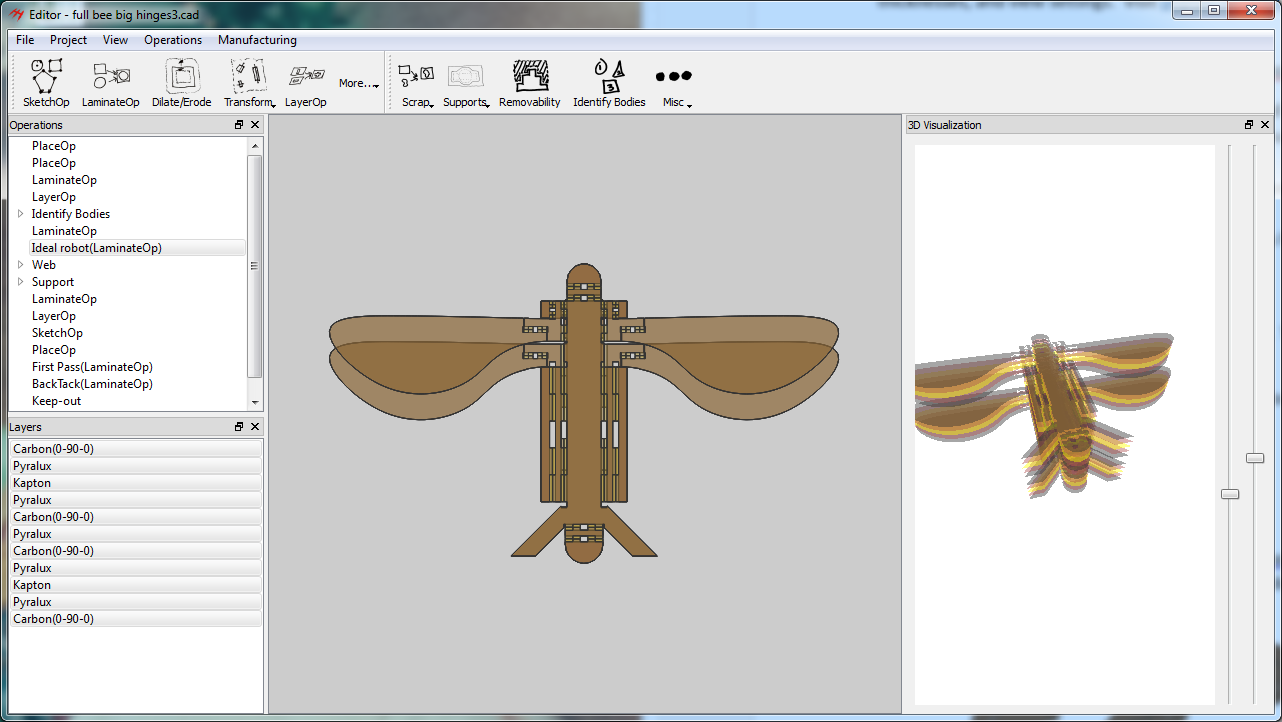 Editor - full bee big hinges3.cad
File Project View Operations Manufacturing
SketchOp LaminateOp Dilate/Erode Transform LayerOp More... Scrap Supports Removability Identify Bodies Misc
Operations
PlaceOp
PlaceOp
LaminateOp
LayerOp
Identify Bodies
LaminateOp
Ideal robot(LaminateOp)
Web
Support
LaminateOp
LayerOp
SketchOp
PlaceOp
First Pass(LaminateOp)
BackTack(LaminateOp)
Keep-out
Layers
Carbon(0-90-0)
Pyralux
Kapton
Pyralux
Carbon(0-90-0)
Pyralux
Carbon(0-90-0)
Pyralux
Kapton
Pyralux
Carbon(0-90-0)
3D Visualization